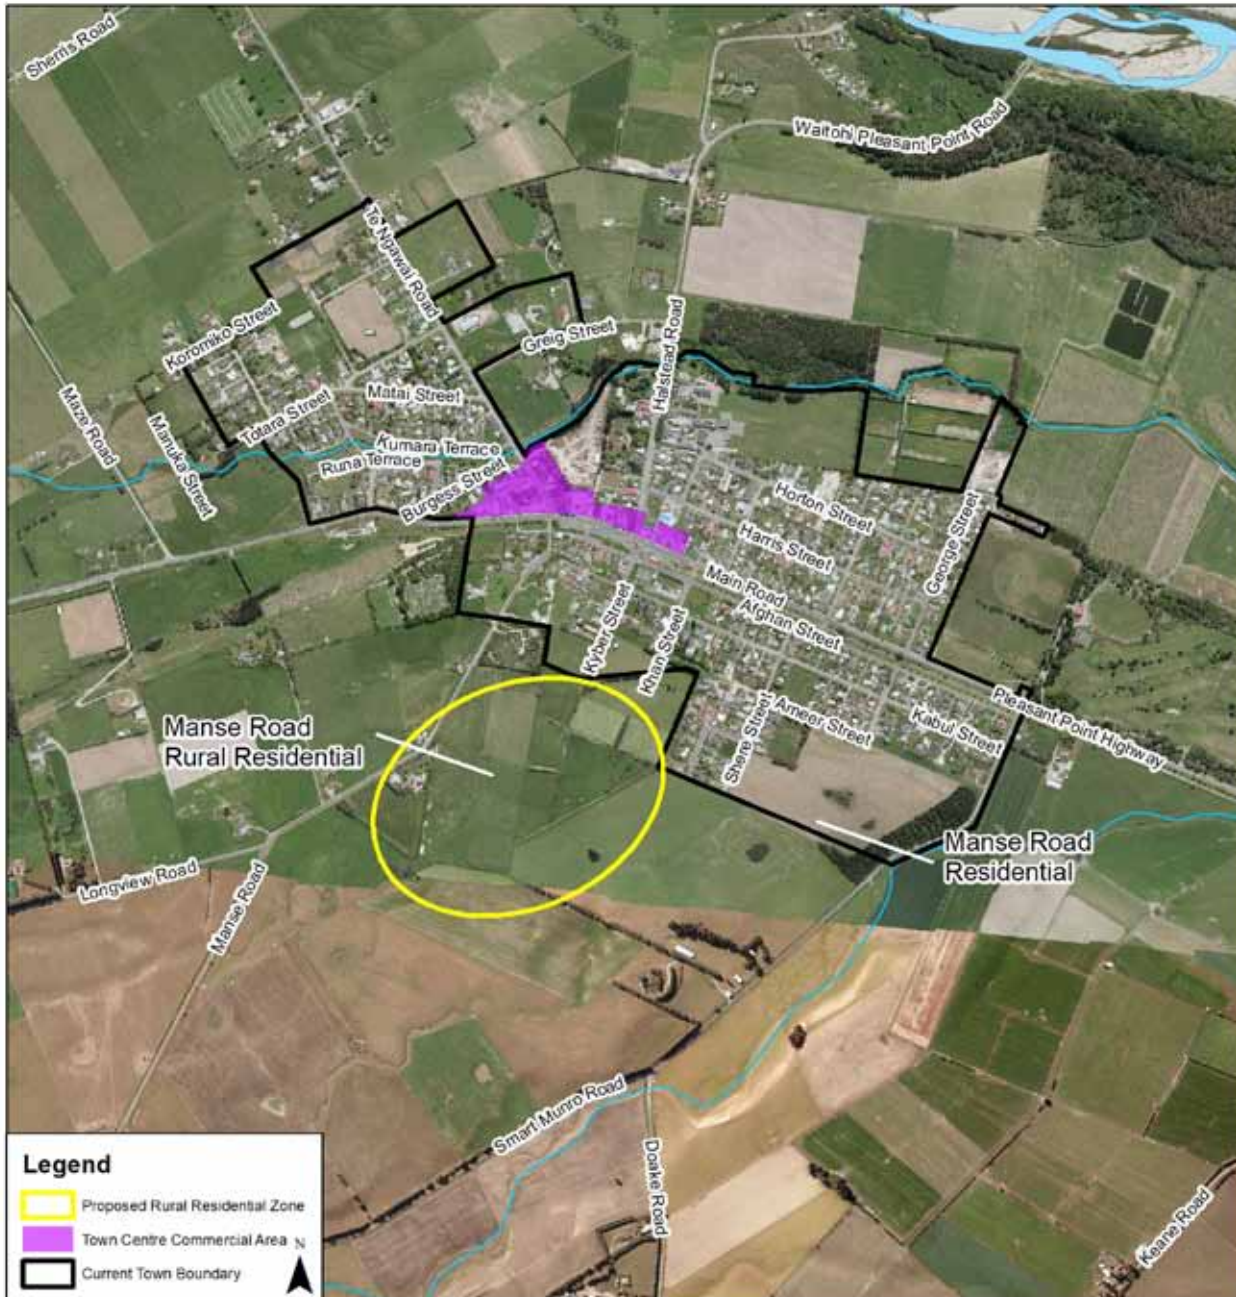 Sherris Road
Waitohi Pleasant Point Road
Te Ngawai Road
Koromiko Street
Greig Street
Halstead Road
Maze Road
Manuka Street
Totara Street
Matai Street
Kumara Terrace
Runa Terrace
Burgess Street
Horton Street
Harris Street
George Street
Main Road
Afghan Street
Kyber Street
Khan Street
Shere Street
Ameer Street
Kabul Street
Pleasant Point Highway
Manse Road
Rural Residential
Manse Road
Residential
Longview Road
Manse Road
Smart Munro Road
Doake Road
Keane Road
Legend
Proposed Rural Residential Zone
Town Centre Commercial Area
N
Current Town Boundary